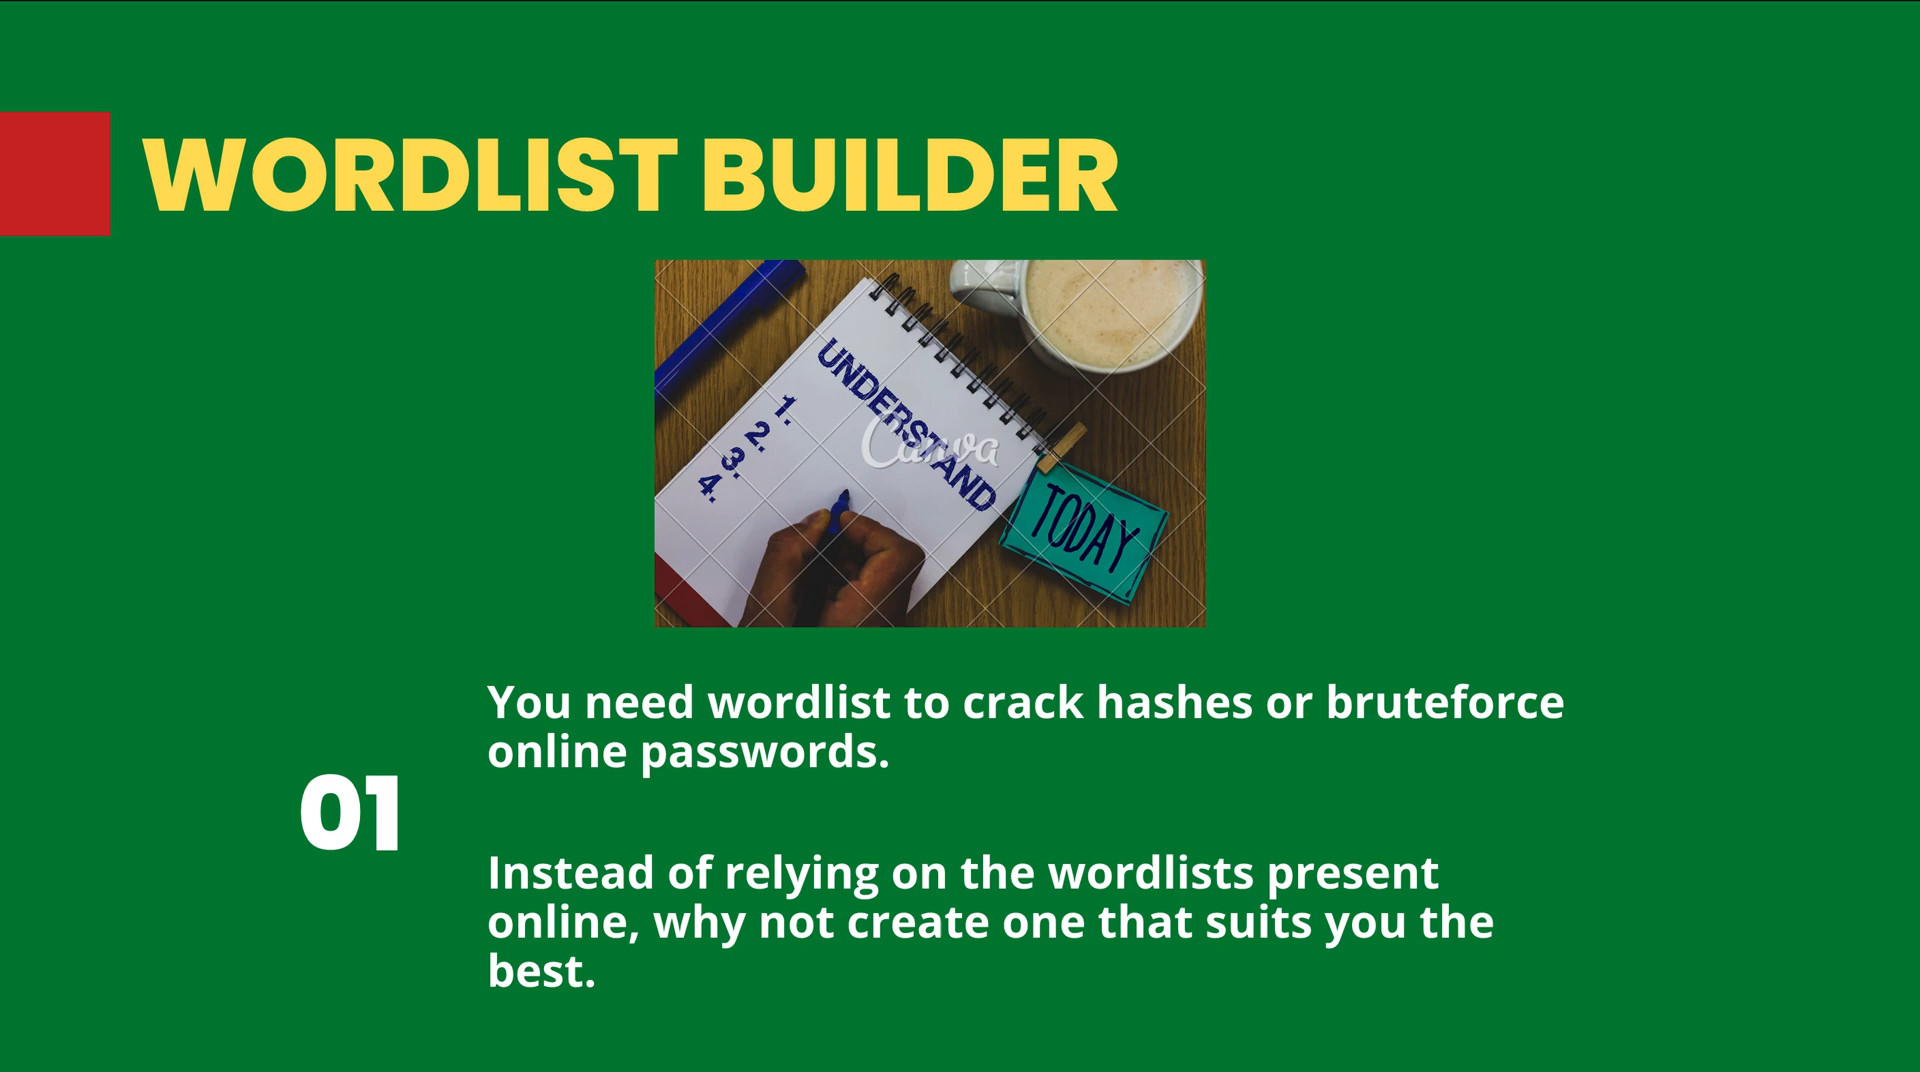 WORDLIST BUILDER
UNDERSTAND
1.
2.
3.
4.
Canva
TODAY
You need wordlist to crack hashes or bruteforce
online passwords.
01
Instead of relying on the wordlists present
online, why not create one that suits you the
best.